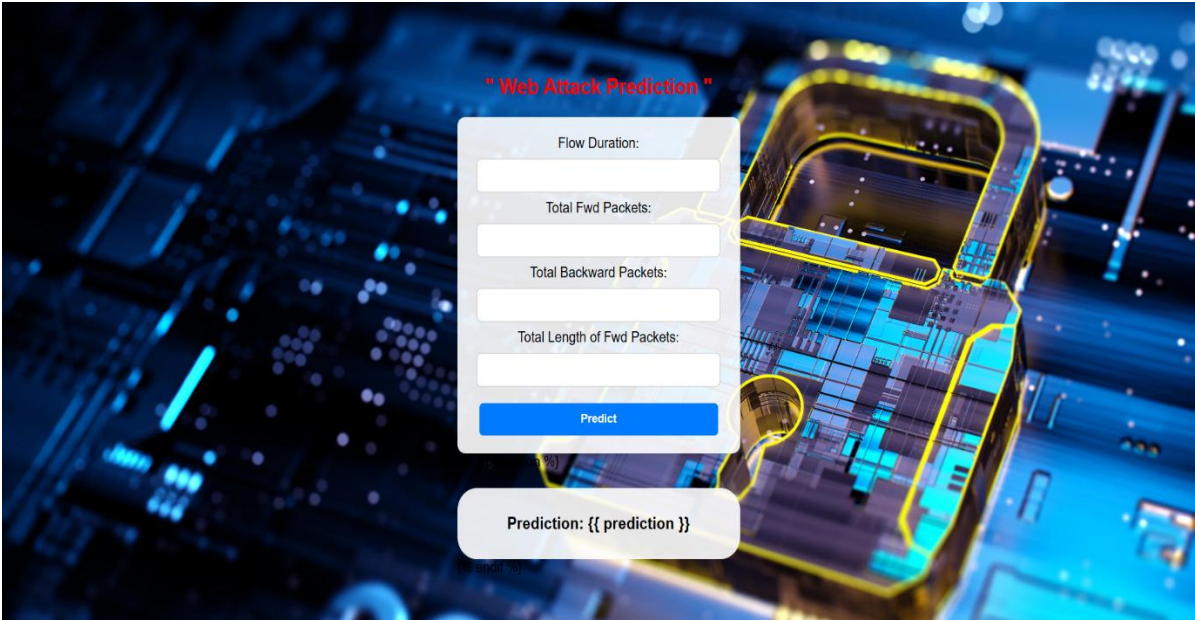 " Web Attack Prediction "
Flow Duration:
Total Fwd Packets:
Total Backward Packets:
Total Length of Fwd Packets:
Predict
%}
Prediction: {{ prediction }}
endif %}